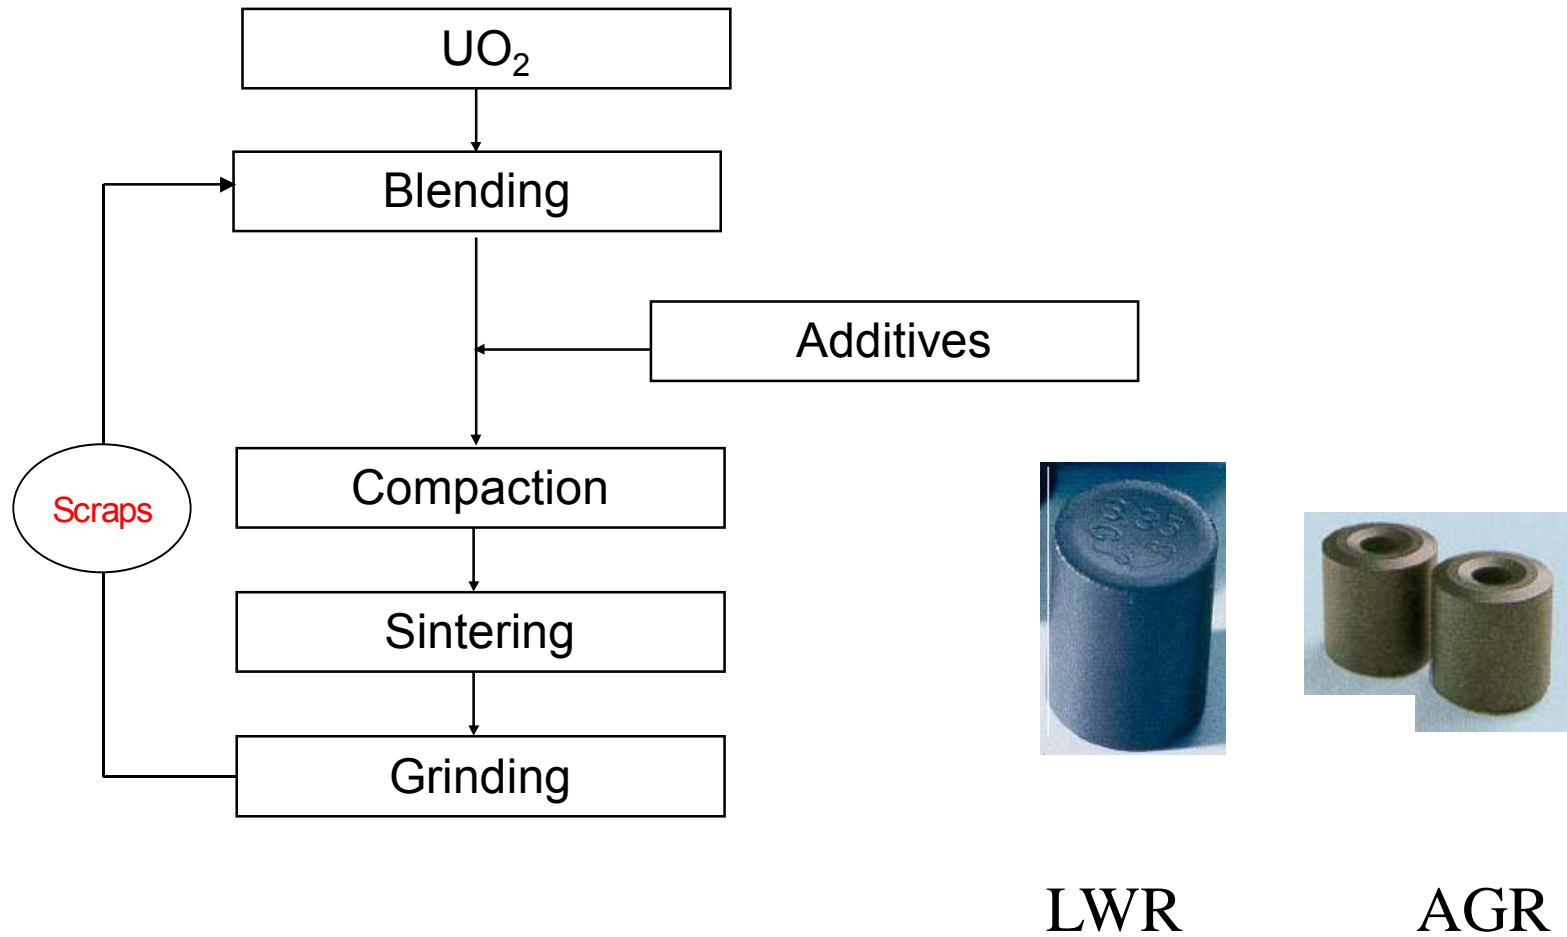 UO₂
Blending
Additives
Compaction
Scraps
Sintering
Grinding
LWR
AGR